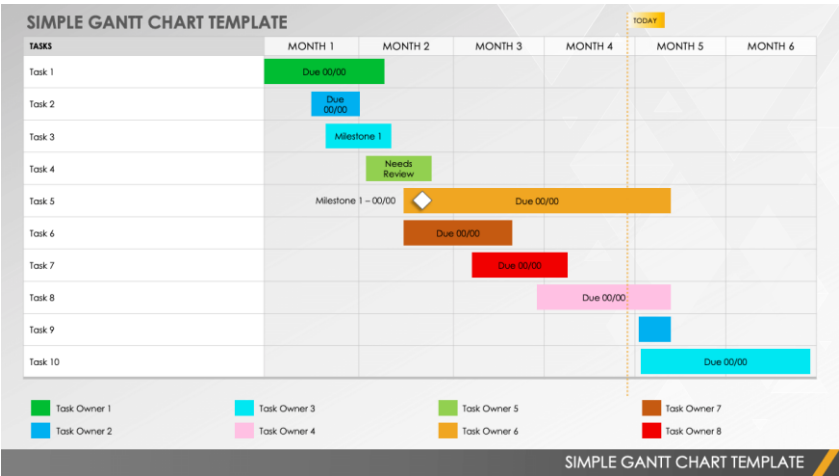 SIMPLE GANTT CHART TEMPLATE
TODAY
TASKS MONTH 1 MONTH 2 MONTH 3 MONTH 4 MONTH 5 MONTH 6
Task 1 Due 00/00
Task 2 Due
00/00
Task 3 Milestone 1
Task 4 Needs
Review
Task 5 Milestone 1 – 00/00 Due 00/00
Task 6 Due 00/00
Task 7 Due 00/00
Task 8 Due 00/00
Task 9
Task 10 Due 00/00
Task Owner 1 Task Owner 3 Task Owner 5 Task Owner 7
Task Owner 2 Task Owner 4 Task Owner 6 Task Owner 8
SIMPLE GANTT CHART TEMPLATE